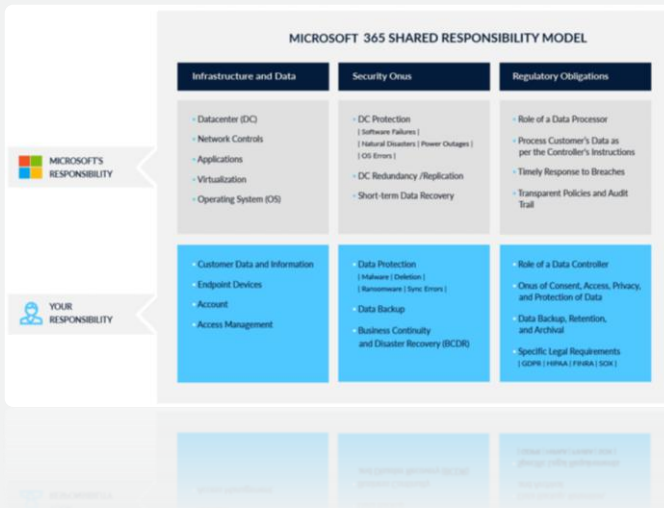 MICROSOFT 365 SHARED RESPONSIBILITY MODEL
Infrastructure and Data
Security Onus
Regulatory Obligations
MICROSOFT'S
RESPONSIBILITY
Datacenter (DC)
Network Controls
Applications
Virtualization
Operating System (OS)
DC Protection
| Software Failures |
| Natural Disasters | Power Outages |
| OS Errors |
DC Redundancy /Replication
Short-term Data Recovery
Role of a Data Processor
Process Customer's Data as
per the Controller's Instructions
Timely Response to Breaches
Transparent Policies and Audit
Trail
YOUR
RESPONSIBILITY
Customer Data and Information
Endpoint Devices
Account
Access Management
Data Protection
| Malware | Deletion |
| Ransomware | Sync Errors |
Data Backup
Business Continuity
and Disaster Recovery (BCDR)
Role of a Data Controller
Onus of Consent, Access, Privacy,
and Protection of Data
Data Backup, Retention,
and Archival
Specific Legal Requirements
| GDPR | HIPAA | FINRA | SOX |